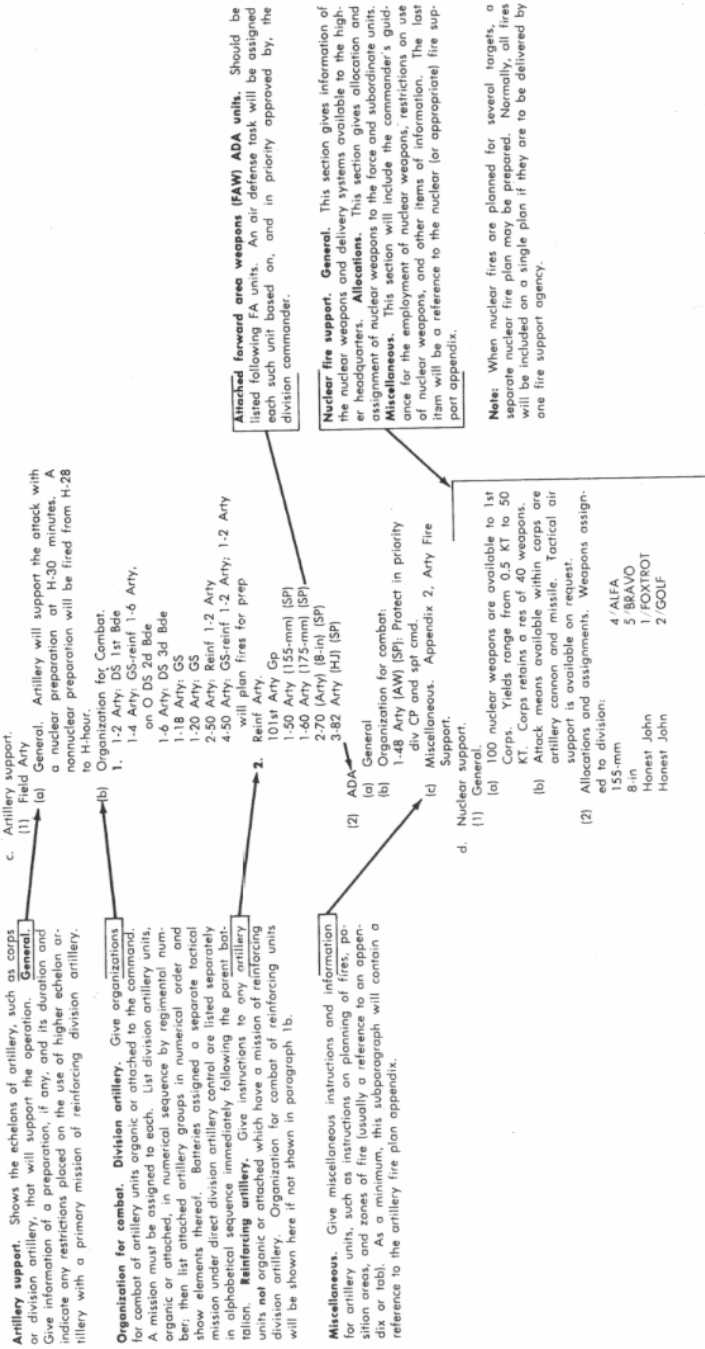 Artillery support. Shows the echelons of artillery, such as corps
or division artillery, that will support the operation. General.
Give information of a preparation, if any, and its duration and
indicate any restrictions placed on the use of higher echelon ar-
tillery with a primary mission of reinforcing division artillery.
Organization for combat. Division artillery. Give organizations
for combat of artillery units organic or attached to the command.
A mission must be assigned to each. List division artillery units,
organic or attached, in numerical sequence by regimental num-
ber; then list attached artillery groups in numerical order and
show elements thereof. Batteries assigned a separate tactical
mission under direct division artillery control are listed separately
in alphabetical sequence immediately following the parent bat-
talion. Reinforcing artillery. Give instructions to any artillery
units not organic or attached which have a mission of reinforcing
division artillery. Organization for combat of reinforcing units
will be shown here if not shown in paragraph 1b.
Miscellaneous. Give miscellaneous instructions and information
for artillery units, such as instructions on planning of fires, po-
sition areas, and zones of fire (usually a reference to an appen-
dix or tab). As a minimum, this subparagraph will contain a
reference to the artillery fire plan appendix.
c. Artillery support.
(1) Field Arty
(a) General. Artillery will support the attack with
a nuclear preparation at H-30 minutes. A
nonnuclear preparation will be fired from H-28
to H-hour.
(b) Organization for Combat.
1. 1-2 Arty: DS 1st Bde
1-4 Arty: GS-reinf 1-6 Arty,
on O DS 2d Bde
1-6 Arty: DS 3d Bde
1-18 Arty: GS
1-20 Arty: GS
2-50 Arty: Reinf 1-2 Arty
4-50 Arty: GS-reinf 1-2 Arty; 1-2 Arty
will plan fires for prep
2. Reinf Arty.
101st Arty Gp
1-50 Arty (155-mm) (SP)
1-60 Arty (175-mm) (SP)
2-70 (Arty) (8-in) (SP)
3-82 Arty (HJ) (SP)
(2) ADA
(a) General
(b) Organization for combat:
1-48 Arty (AW) (SP): Protect in priority
div CP and spt cmd.
(c) Miscellaneous. Appendix 2, Arty Fire
Support.
d. Nuclear support.
(1) General.
(a) 100 nuclear weapons are available to 1st
Corps. Yields range from 0.5 KT to 50
KT. Corps retains a res of 40 weapons.
(b) Attack means available within corps are
artillery cannon and missile. Tactical air
support is available on request.
(2) Allocations and assignments. Weapons assign-
ed to division:
155-mm 4/ALFA
8-in 5/BRAVO
Honest John 1/FOXTROT
Honest John 2/GOLF
Attached forward area weapons (FAW) ADA units. Should be
listed following FA units. An air defense task will be assigned
each such unit based on, and in priority approved by, the
division commander.
Nuclear fire support. General. This section gives information of
the nuclear weapons and delivery systems available to the high-
er headquarters. Allocations. This section gives allocation and
assignment of nuclear weapons to the force and subordinate units.
Miscellaneous. This section will include the commander's guid-
ance for the employment of nuclear weapons, restrictions on use
of nuclear weapons, and other items of information. The last
item will be a reference to the nuclear (or appropriate) fire sup-
port appendix.
Note: When nuclear fires are planned for several targets, a
separate nuclear fire plan may be prepared. Normally, all fires
will be included on a single plan if they are to be delivered by
one fire support agency.